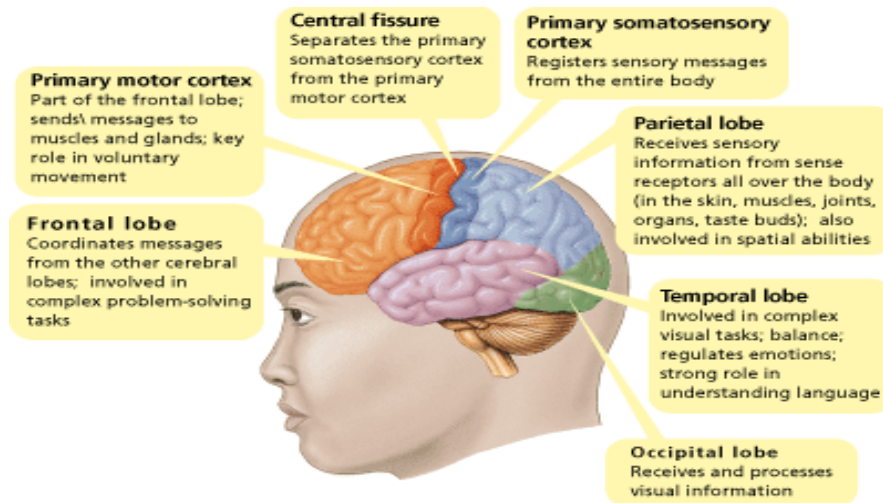 Central fissure
Separates the primary
somatosensory cortex
from the primary
motor cortex
Primary somatosensory
cortex
Registers sensory messages
from the entire body
Primary motor cortex
Part of the frontal lobe;
sends\ messages to
muscles and glands; key
role in voluntary
movement
Parietal lobe
Receives sensory
information from sense
receptors all over the body
(in the skin, muscles, joints,
organs, taste buds); also
involved in spatial abilities
Frontal lobe
Coordinates messages
from the other cerebral
lobes; involved in
complex problem-solving
tasks
Temporal lobe
Involved in complex
visual tasks; balance;
regulates emotions;
strong role in
understanding language
Occipital lobe
Receives and processes
visual information